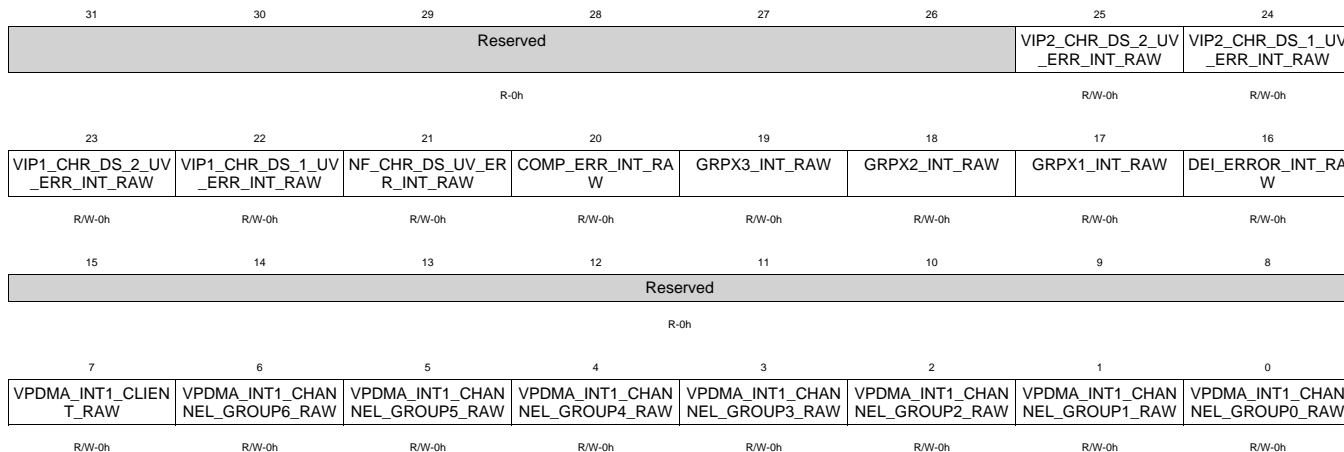 31 30 29 28 27 26 25 24
Reserved VIP2_CHR_DS_2_UV VIP2_CHR_DS_1_UV
_ERR_INT_RAW _ERR_INT_RAW
R-0h R/W-0h R/W-0h
23 22 21 20 19 18 17 16
VIP1_CHR_DS_2_UV VIP1_CHR_DS_1_UV NF_CHR_DS_UV_ER COMP_ERR_INT_RA GRPX3_INT_RAW GRPX2_INT_RAW GRPX1_INT_RAW DEI_ERROR_INT_RA
_ERR_INT_RAW _ERR_INT_RAW R_INT_RAW W W
R/W-0h R/W-0h R/W-0h R/W-0h R/W-0h R/W-0h R/W-0h R/W-0h
15 14 13 12 11 10 9 8
Reserved
R-0h
7 6 5 4 3 2 1 0
VPDMA_INT1_CLIEN VPDMA_INT1_CHAN VPDMA_INT1_CHAN VPDMA_INT1_CHAN VPDMA_INT1_CHAN VPDMA_INT1_CHAN VPDMA_INT1_CHAN VPDMA_INT1_CHAN
T_RAW NEL_GROUP6_RAW NEL_GROUP5_RAW NEL_GROUP4_RAW NEL_GROUP3_RAW NEL_GROUP2_RAW NEL_GROUP1_RAW NEL_GROUP0_RAW
R/W-0h R/W-0h R/W-0h R/W-0h R/W-0h R/W-0h R/W-0h R/W-0h